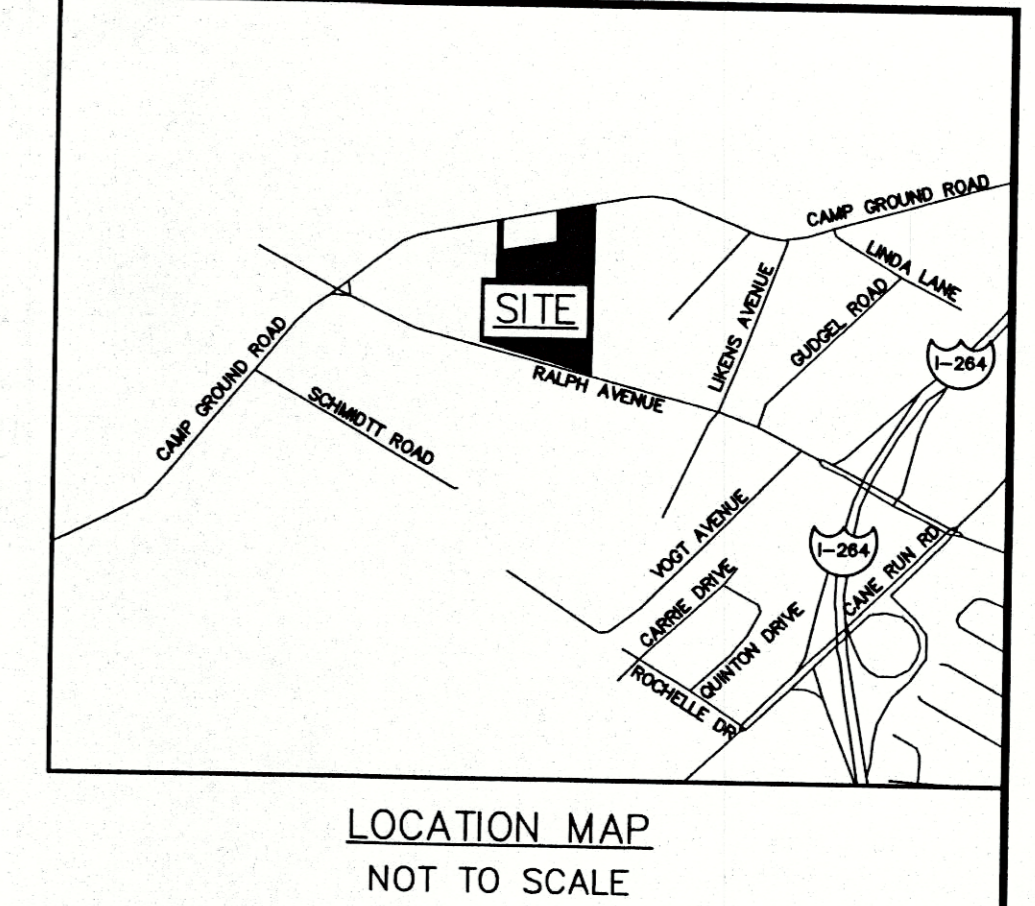 CAMP GROUND ROAD
LINDA LANE
SITE
LIKENS AVENUE
GUDGEL ROAD
I-264
CAMP GROUND ROAD
RALPH AVENUE
SCHMIDTT ROAD
VOGT AVENUE
I-264
CANE RUN RD
CARRIE DRIVE
QUINTON DRIVE
ROCHELLE DR
LOCATION MAP
NOT TO SCALE